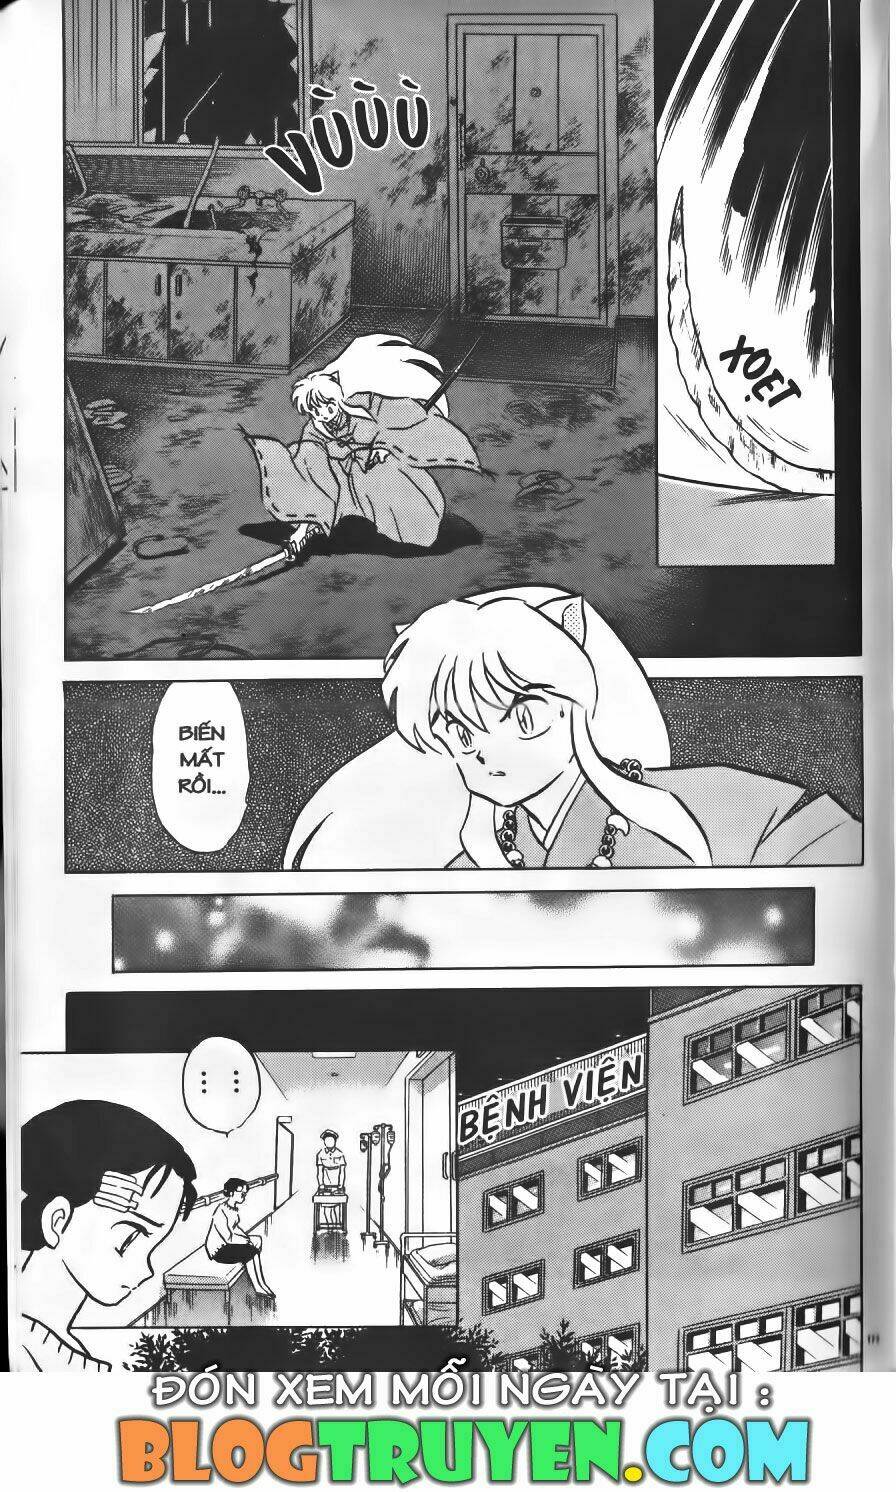 VÙÙÙ
XOẸT
BIẾN
MẤT
RỒI...
BỆNH VIỆN
ĐÓN XEM MỖI NGÀY TẠI :
BLOGTRUYEN.COM